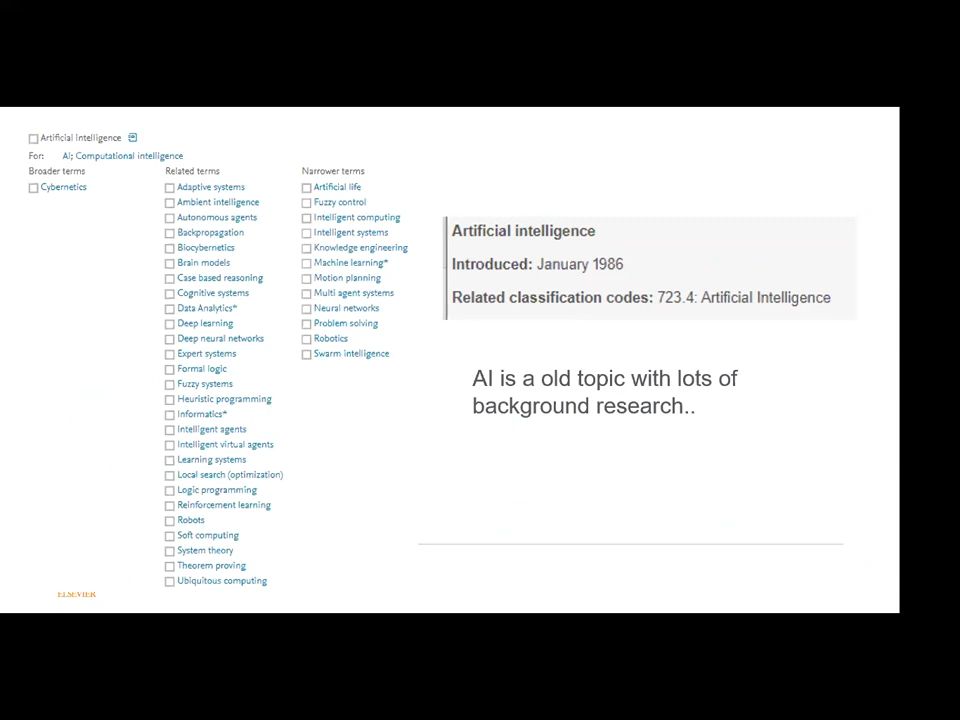 Artificial Intelligence
For: AI; Computational intelligence
Broader terms
Cybernetics
Related terms
Adaptive systems
Ambient intelligence
Autonomous agents
Backpropagation
Biocybernetics
Brain models
Case based reasoning
Cognitive systems
Data Analytics*
Deep learning
Deep neural networks
Expert systems
Formal logic
Fuzzy systems
Heuristic programming
Informatics*
Intelligent agents
Intelligent virtual agents
Learning systems
Local search (optimization)
Logic programming
Reinforcement learning
Robots
Soft computing
System theory
Theorem proving
Ubiquitous computing
Narrower terms
Artificial life
Fuzzy control
Intelligent computing
Intelligent systems
Knowledge engineering
Machine learning*
Motion planning
Multi agent systems
Neural networks
Problem solving
Robotics
Swarm intelligence
Artificial intelligence
Introduced: January 1986
Related classification codes: 723.4: Artificial Intelligence
AI is a old topic with lots of
background research..
ELSEVIER